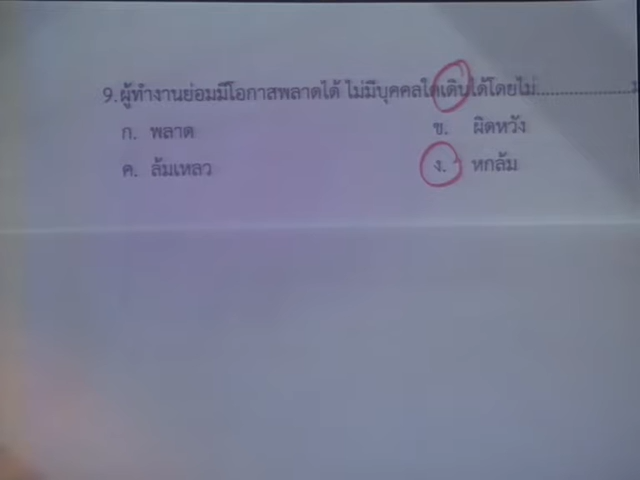 9.ผู้ทำงานย่อมมีโอกาสพลาดได้ ไม่มีบุคคลใดเดินได้โดยไม่....................
ก. พลาด ข. ผิดหวัง
ค. ล้มเหลว ง. หกล้ม